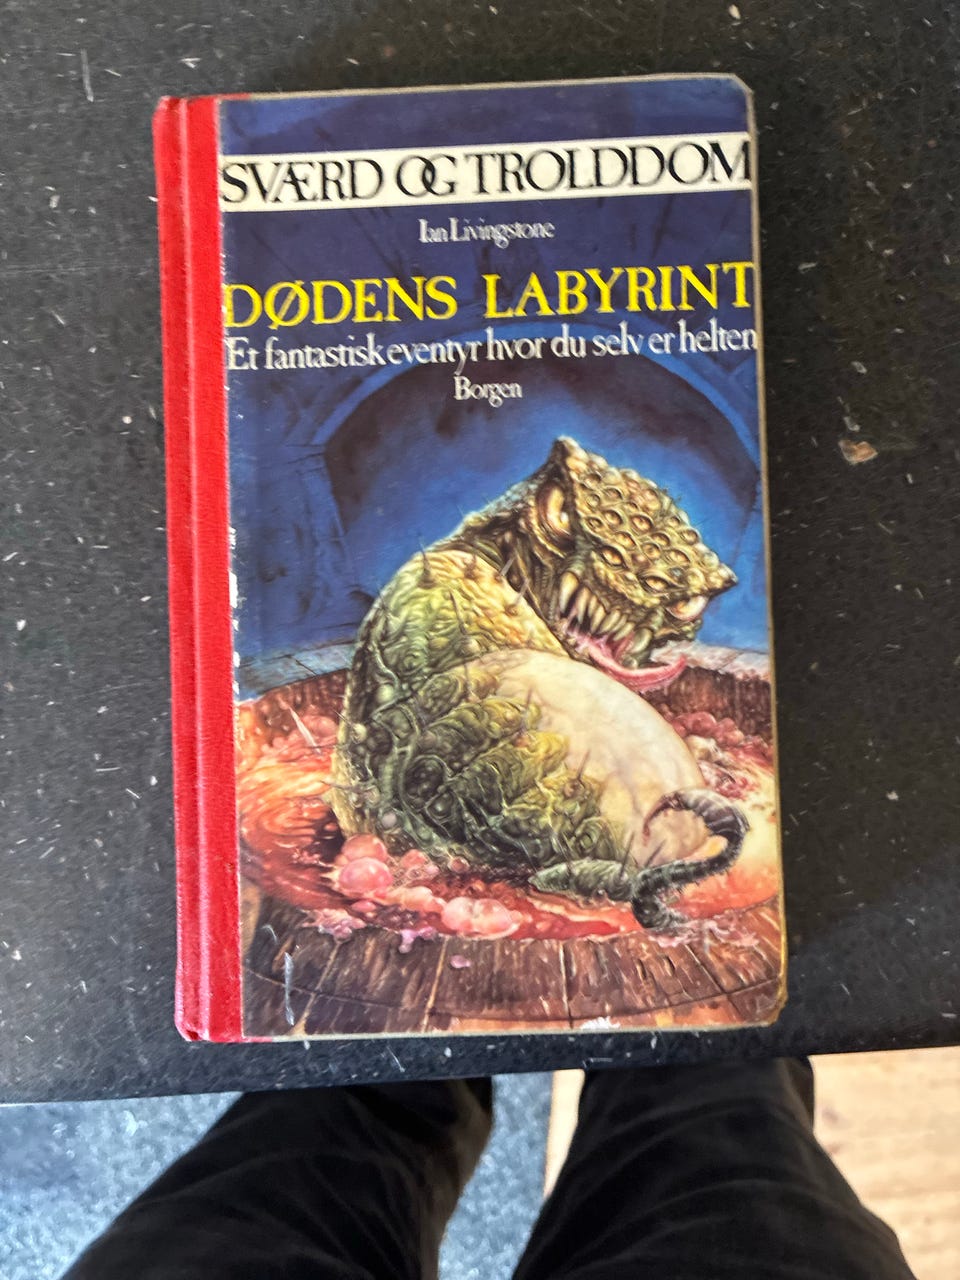 SVÆRD OG TROLDDOM
Ian Livingstone
DØDENS LABYRINT
Et fantastisk eventyr hvor du selv er helten
Borgen